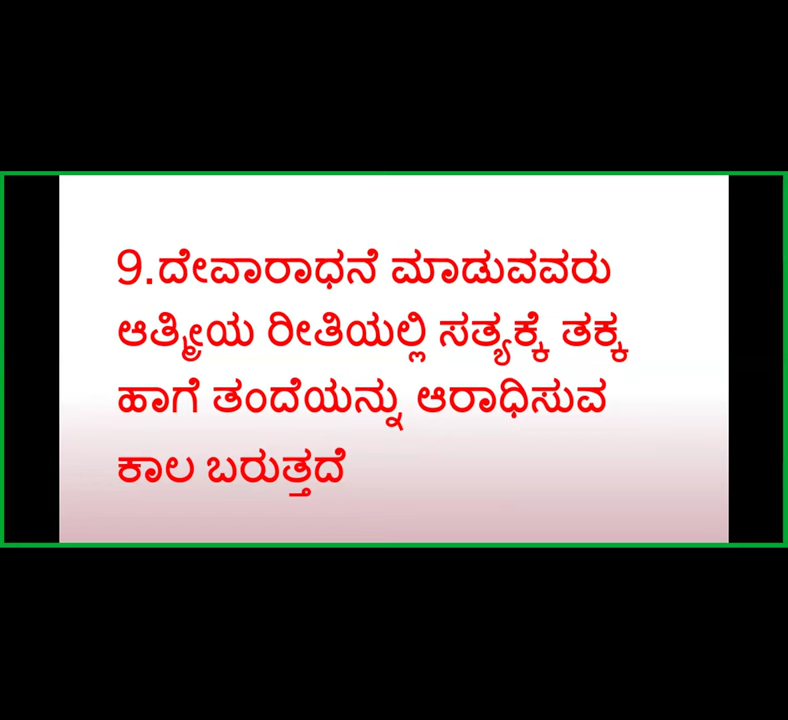 9.ದೇವಾರಾಧನೆ ಮಾಡುವವರು
ಆತ್ಮ್ರೀಯ ರೀತಿಯಲ್ಲಿ ಸತ್ಯಕ್ಕೆ ತಕ್ಕ
ಹಾಗೆ ತಂದೆಯನ್ನು ಆರಾಧಿಸುವ
ಕಾಲ ಬರುತ್ತದೆ